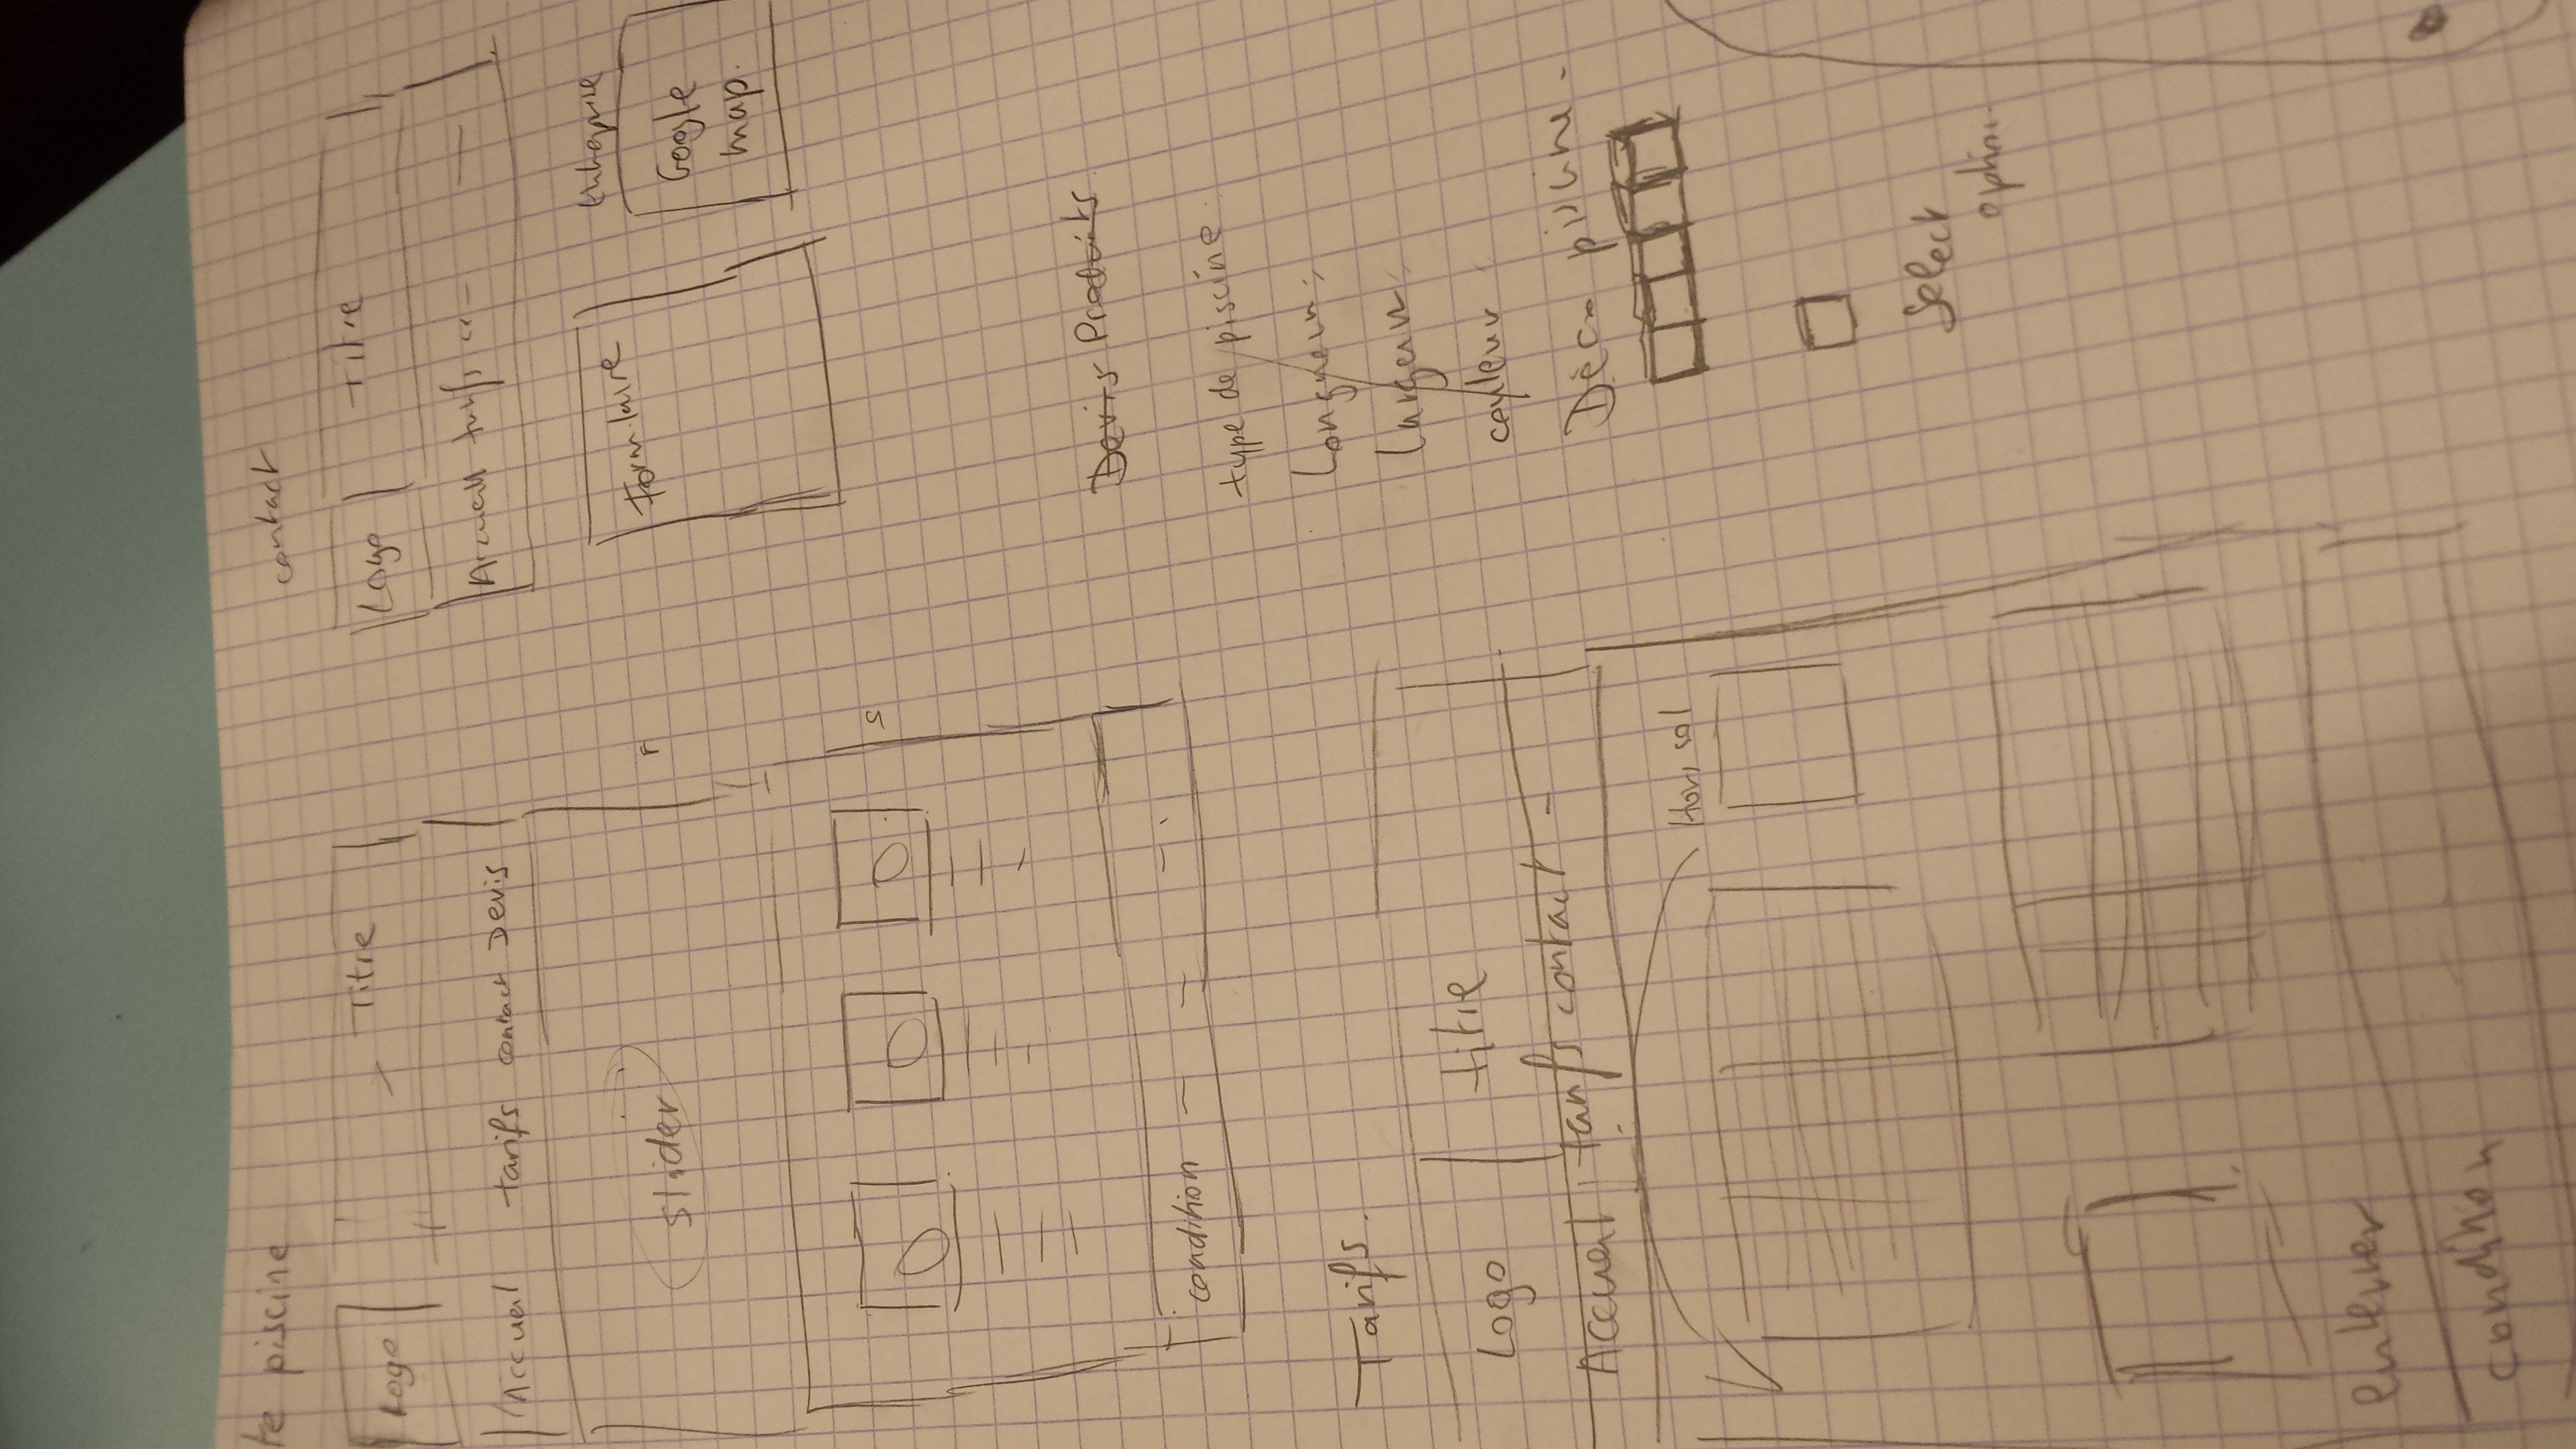 te piscine
Logo
Titre
Accueil tarifs contact Devis
slider
condition
Tarifs.
Logo
titre
Accueil tarifs contact
Hors sol
enterrer
condition
contact
Logo
Titre
Accueil tarifs
Formulaire
Entreprise
Google
map.
Devis Produits
type de piscine
Longueur
largeur
couleur
Déco piscine
Select
option